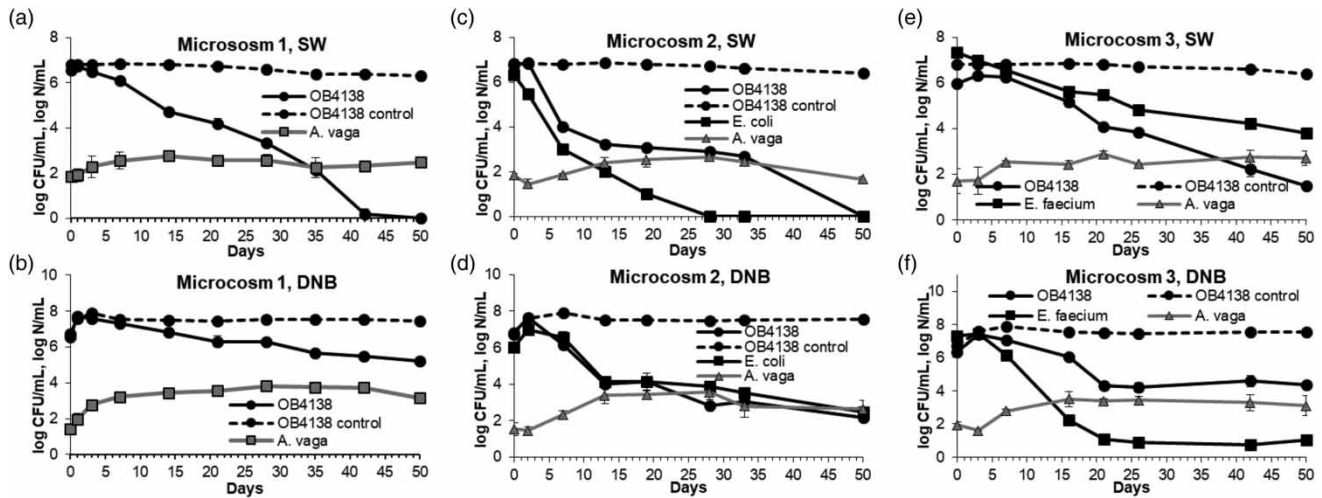 (a)
Micrososm 1, SW
8
6
4
2
0
log CFU/mL, log N/mL
OB4138
OB4138 control
A. vaga
0 5 10 15 20 25 30 35 40 45 50
Days
(c)
Microcosm 2, SW
8
6
4
2
0
log CFU/mL, log N/mL
OB4138
OB4138 control
E. coli
A. vaga
0 5 10 15 20 25 30 35 40 45 50
Days
(e)
Microcosm 3, SW
8
6
4
2
0
log CFU/mL, log N/mL
OB4138
OB4138 control
E. faecium
A. vaga
0 5 10 15 20 25 30 35 40 45 50
Days
(b)
Microcosm 1, DNB
10
8
6
4
2
0
log CFU/mL, log N/mL
OB4138
OB4138 control
A. vaga
0 5 10 15 20 25 30 35 40 45 50
Days
(d)
Microcosm 2, DNB
10
8
6
4
2
0
log CFU/mL, log N/mL
OB4138
OB4138 control
E. coli
A. vaga
0 5 10 15 20 25 30 35 40 45 50
Days
(f)
Microcosm 3, DNB
10
8
6
4
2
0
log CFU/mL, log N/mL
OB4138
OB4138 control
E. faecium
A. vaga
0 5 10 15 20 25 30 35 40 45 50
Days